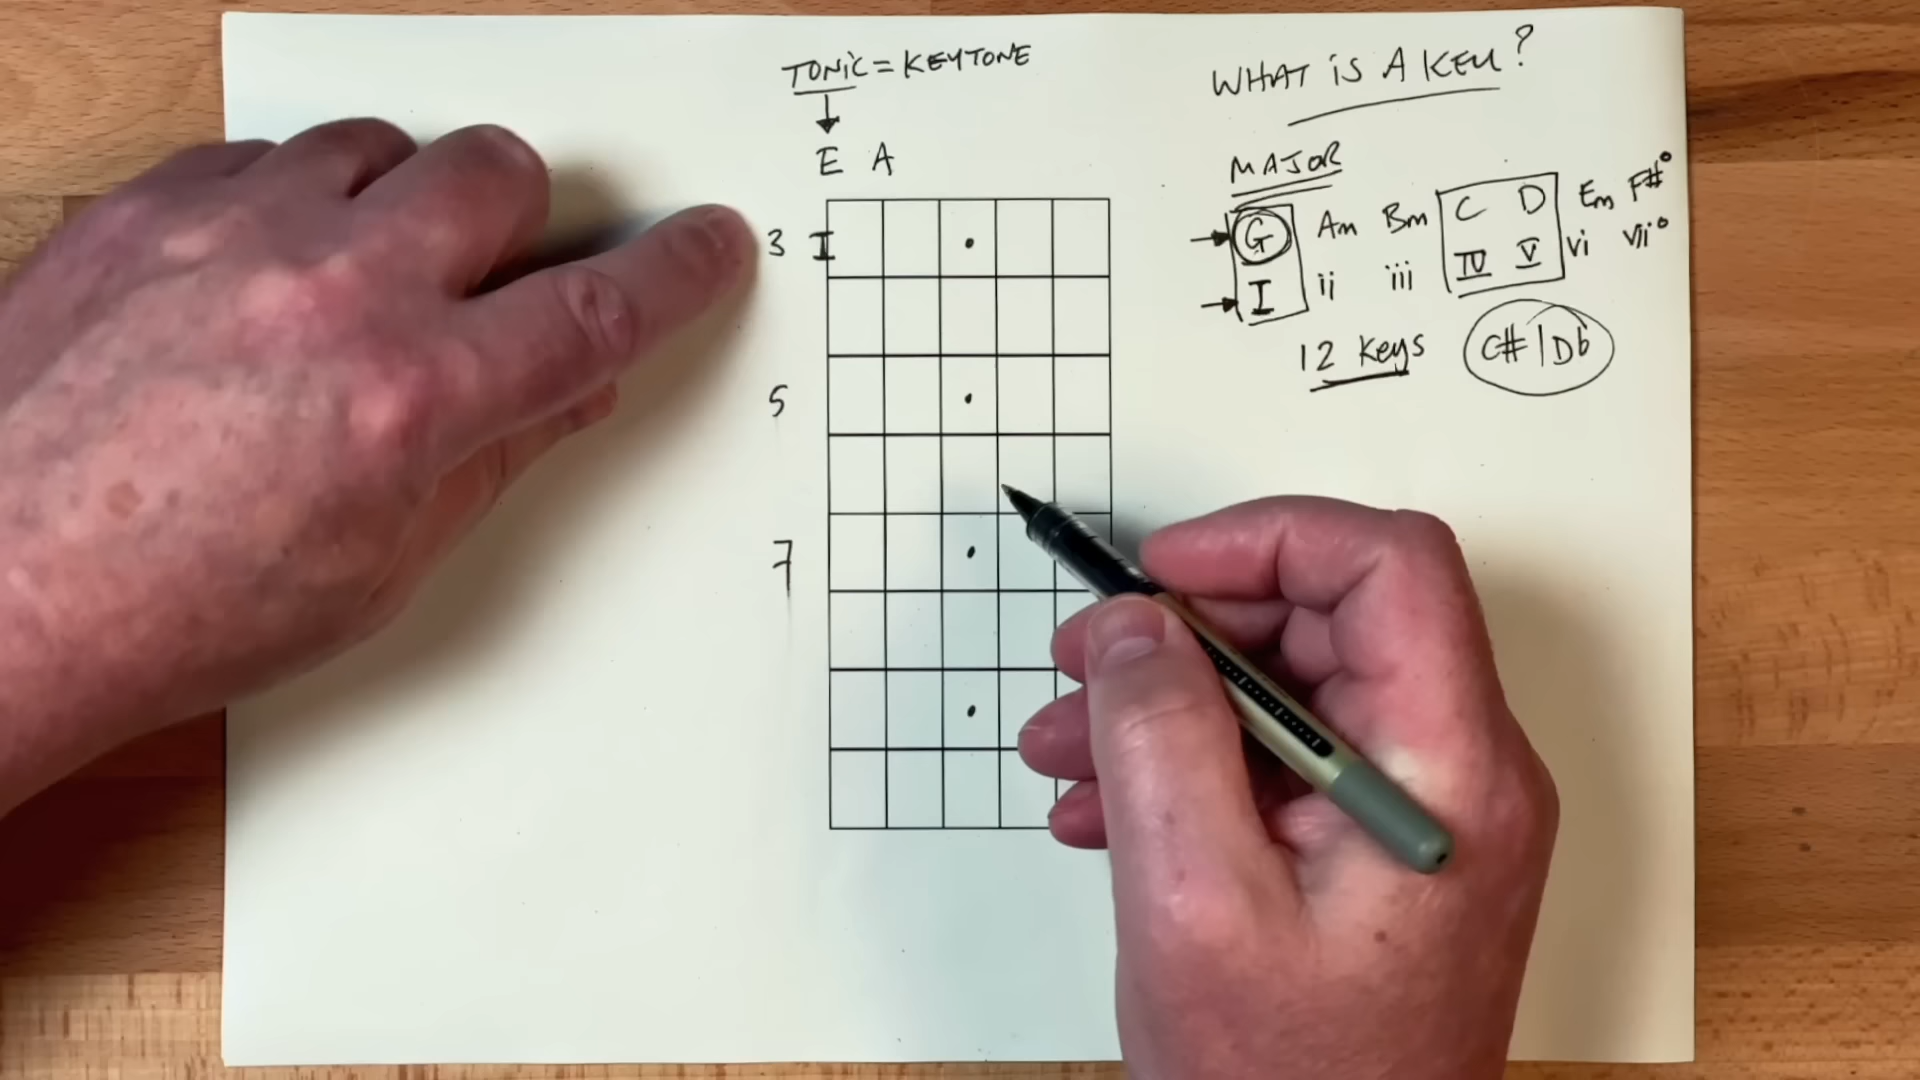 TONIC = KEYTONE
E A
3 I
5
7
WHAT IS A KEY?
MAJOR
G Am Bm C D Em F#°
I ii iii IV V vi vii°
12 Keys C# | Db